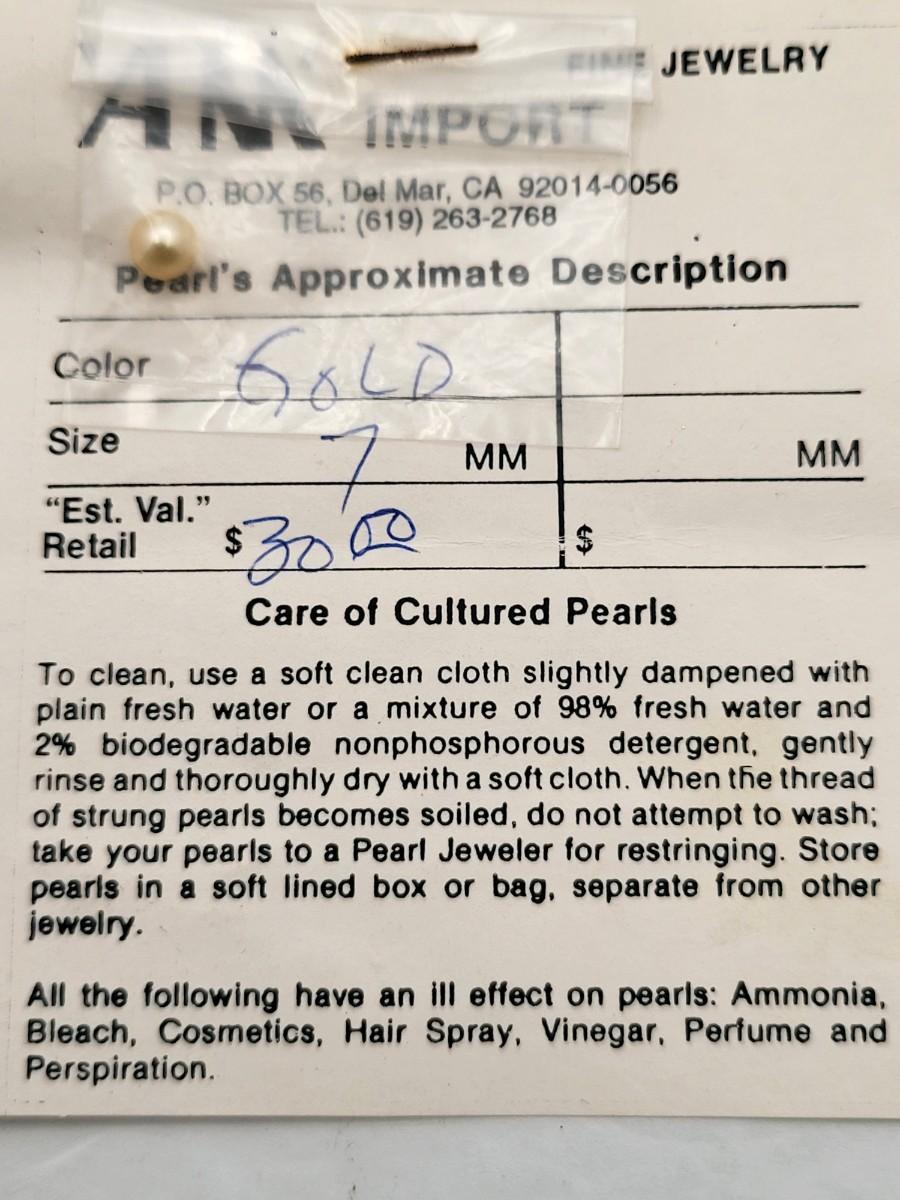 FINE JEWELRY
IMPORT
P.O. BOX 56, Del Mar, CA 92014-0056
TEL.: (619) 263-2768
Pearl's Approximate Description
Color GOLD
Size 7 MM MM
"Est. Val."
Retail $30 00 $
Care of Cultured Pearls
To clean, use a soft clean cloth slightly dampened with
plain fresh water or a mixture of 98% fresh water and
2% biodegradable nonphosphorous detergent, gently
rinse and thoroughly dry with a soft cloth. When the thread
of strung pearls becomes soiled, do not attempt to wash;
take your pearls to a Pearl Jeweler for restringing. Store
pearls in a soft lined box or bag, separate from other
jewelry.
All the following have an ill effect on pearls: Ammonia,
Bleach, Cosmetics, Hair Spray, Vinegar, Perfume and
Perspiration.